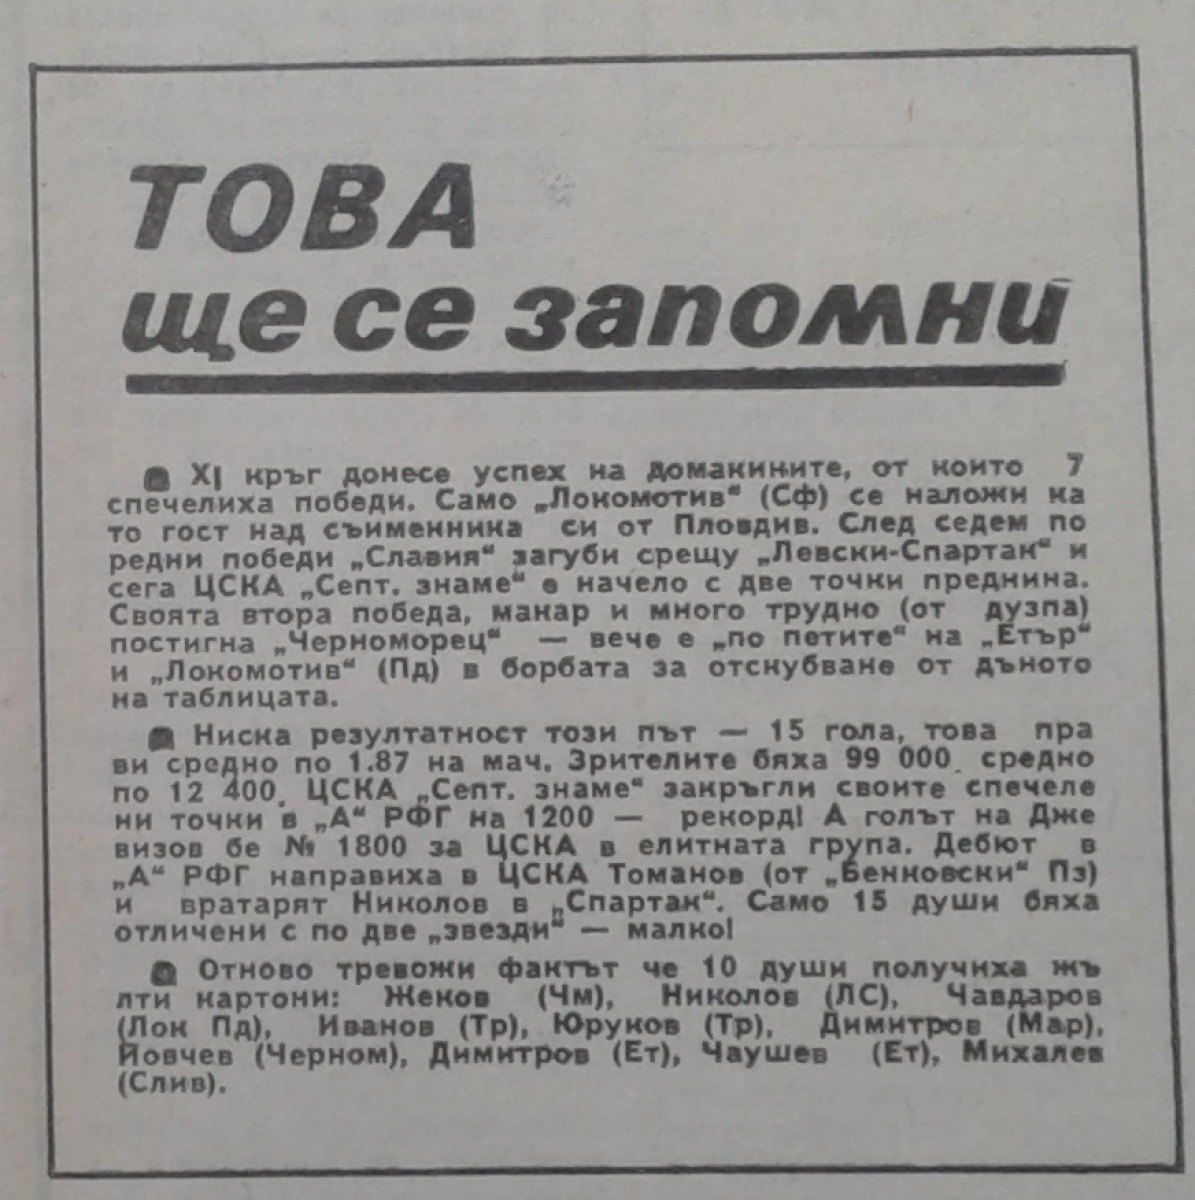 ТОВА
ще се запомни
XI кръг донесе успех на домакините, от които 7
спечелиха победи. Само „Локомотив“ (Сф) се наложи ка
то гост над съименника си от Пловдив. След седем по
редни победи „Славия“ загуби срещу „Левски-Спартак“ и
сега ЦСКА „Септ. знаме“ е начело с две точки преднина.
Своята втора победа, макар и много трудно (от дузпа)
постигна „Черноморец“ — вече е „по петите“ на „Етър“
и „Локомотив“ (Пд) в борбата за отскубване от дъното
на таблицата.
Ниска резултатност този път — 15 гола, това пра
ви средно по 1.87 на мач. Зрителите бяха 99 000. средно
по 12 400. ЦСКА „Септ. знаме“ закръгли своите спечеле
ни точки в „А“ РФГ на 1200 — рекорд! А голът на Дже
визов бе № 1800 за ЦСКА в елитната група. Дебют в
„А“ РФГ направиха в ЦСКА Томанов (от „Бенковски“ Пз)
и вратарят Николов в „Спартак“. Само 15 души бяха
отличени с по две „звезди“ — малко!
Отново тревожи фактът че 10 души получиха жъ
лти картони: Жеков (Чм), Николов (ЛС), Чавдаров
(Лок Пд), Иванов (Тр), Юруков (Тр), Димитров (Мар),
Йовчев (Черном), Димитров (Ет), Чаушев (Ет), Михалев
(Слив).